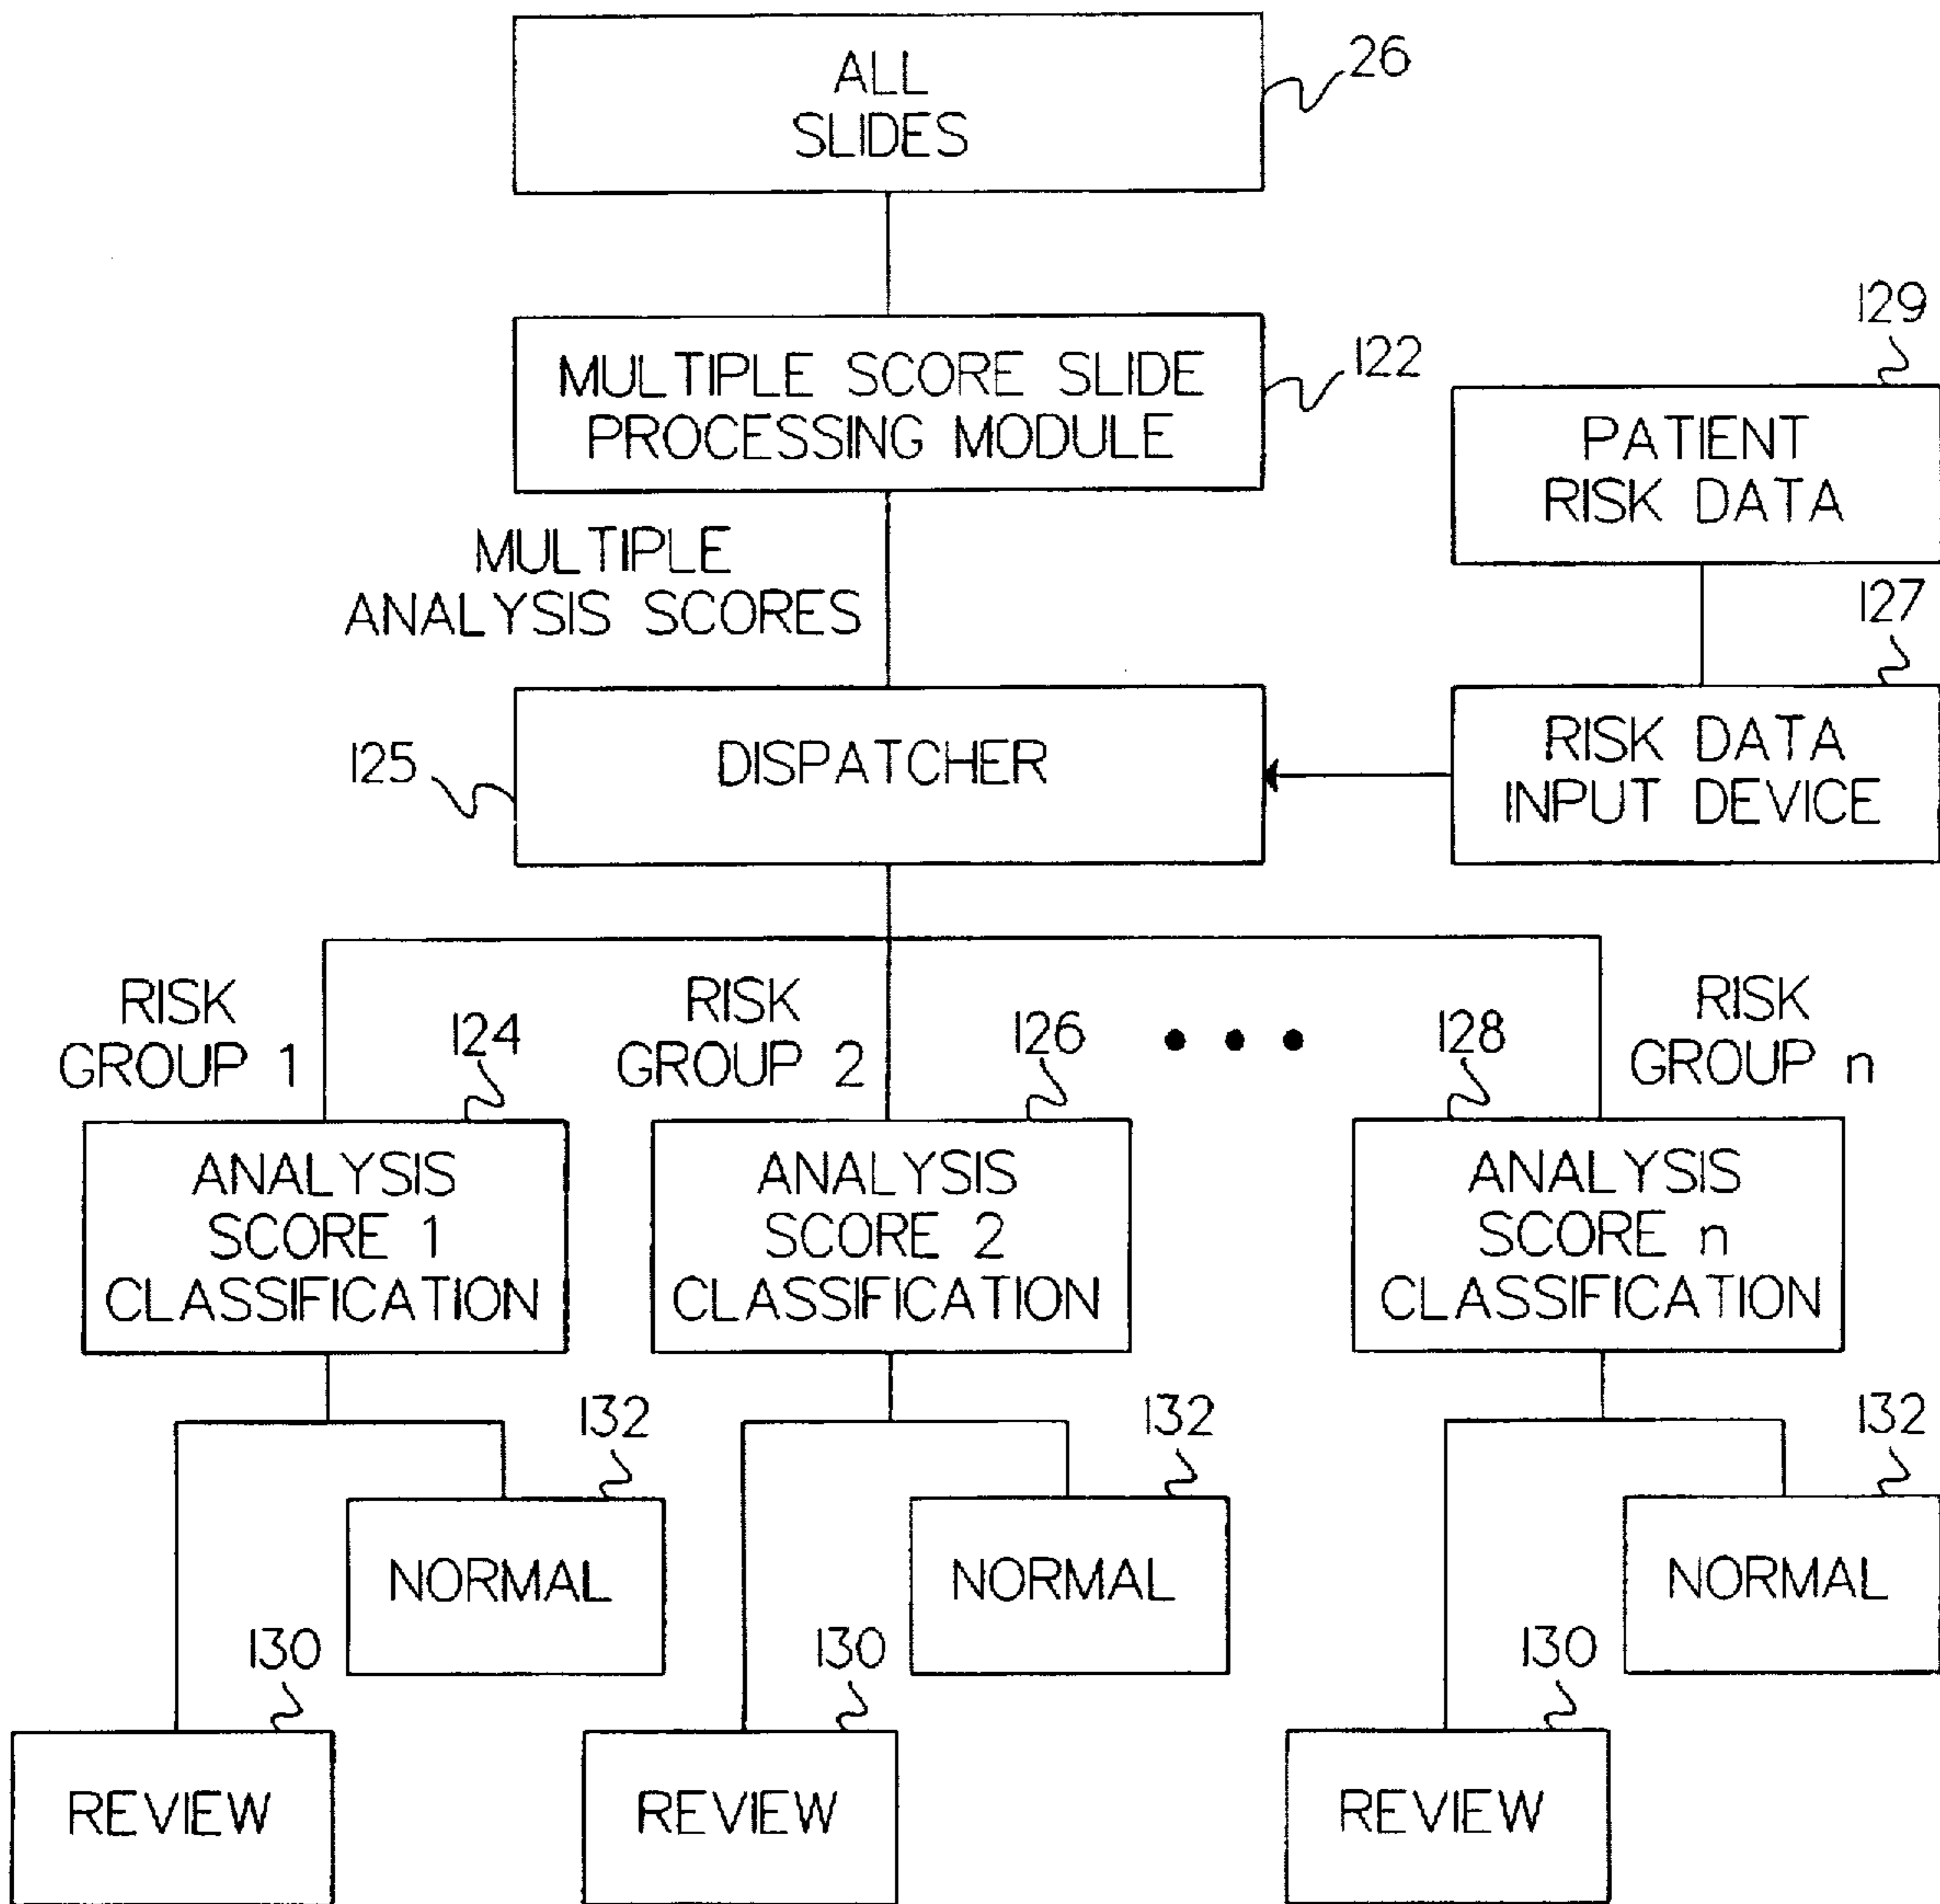 ALL
SLIDES
26
MULTIPLE SCORE SLIDE
PROCESSING MODULE
122
129
PATIENT
RISK DATA
MULTIPLE
ANALYSIS SCORES
127
DISPATCHER
125
RISK DATA
INPUT DEVICE
RISK
GROUP 1
124
RISK
GROUP 2
126
• • •
128
RISK
GROUP n
ANALYSIS
SCORE 1
CLASSIFICATION
ANALYSIS
SCORE 2
CLASSIFICATION
ANALYSIS
SCORE n
CLASSIFICATION
132
NORMAL
132
NORMAL
132
NORMAL
130
REVIEW
130
REVIEW
130
REVIEW